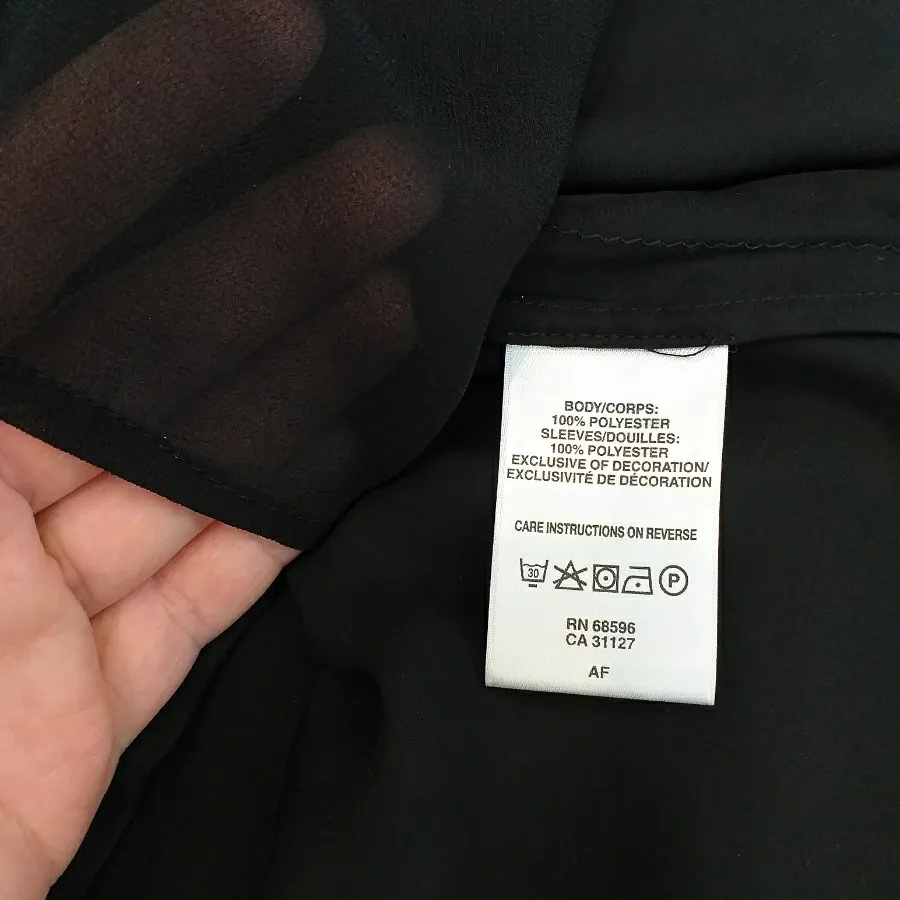 BODY/CORPS:
100% POLYESTER
SLEEVES/DOUILLES:
100% POLYESTER
EXCLUSIVE OF DECORATION/
EXCLUSIVITÉ DE DÉCORATION
CARE INSTRUCTIONS ON REVERSE
30 P
RN 68596
CA 31127
AF